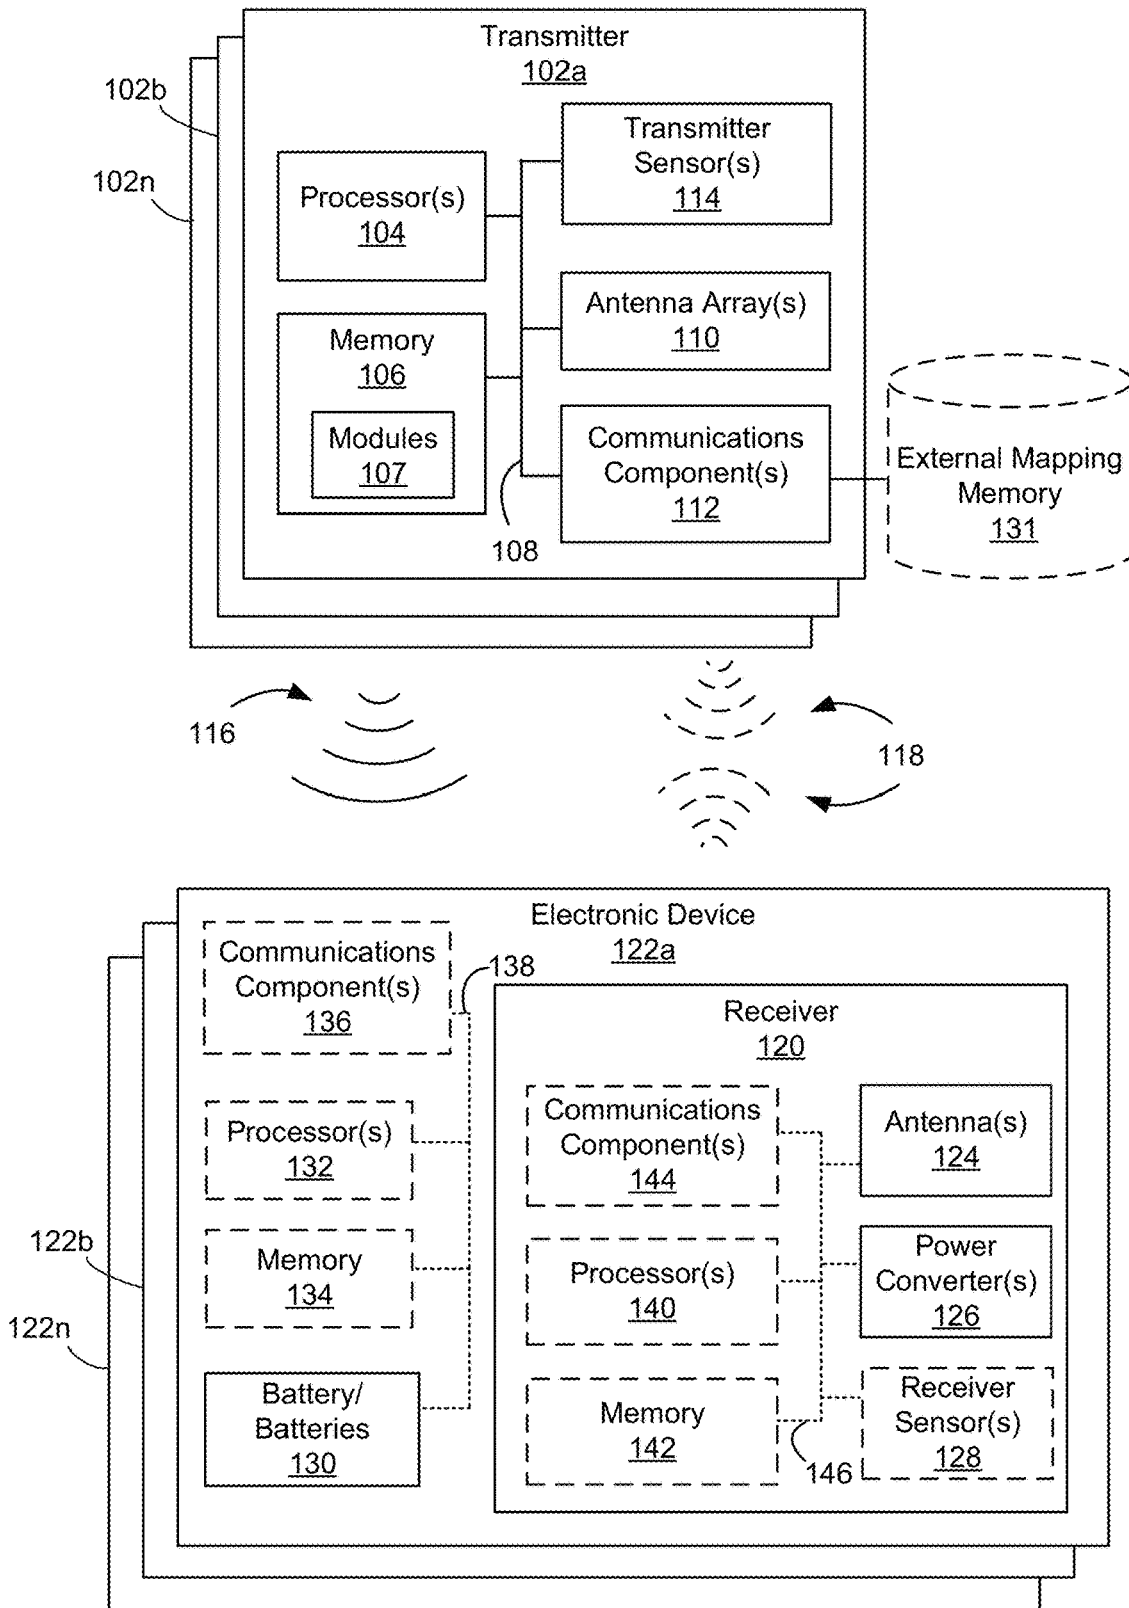 Transmitter
102a
102b
102n
Processor(s)
104
Memory
106
Modules
107
Transmitter
Sensor(s)
114
Antenna Array(s)
110
Communications
Component(s)
112
108
External Mapping
Memory
131
116
118
Electronic Device
122a
122b
122n
Communications
Component(s)
136
138
Processor(s)
132
Memory
134
Battery/
Batteries
130
Receiver
120
Communications
Component(s)
144
Processor(s)
140
Memory
142
146
Antenna(s)
124
Power
Converter(s)
126
Receiver
Sensor(s)
128